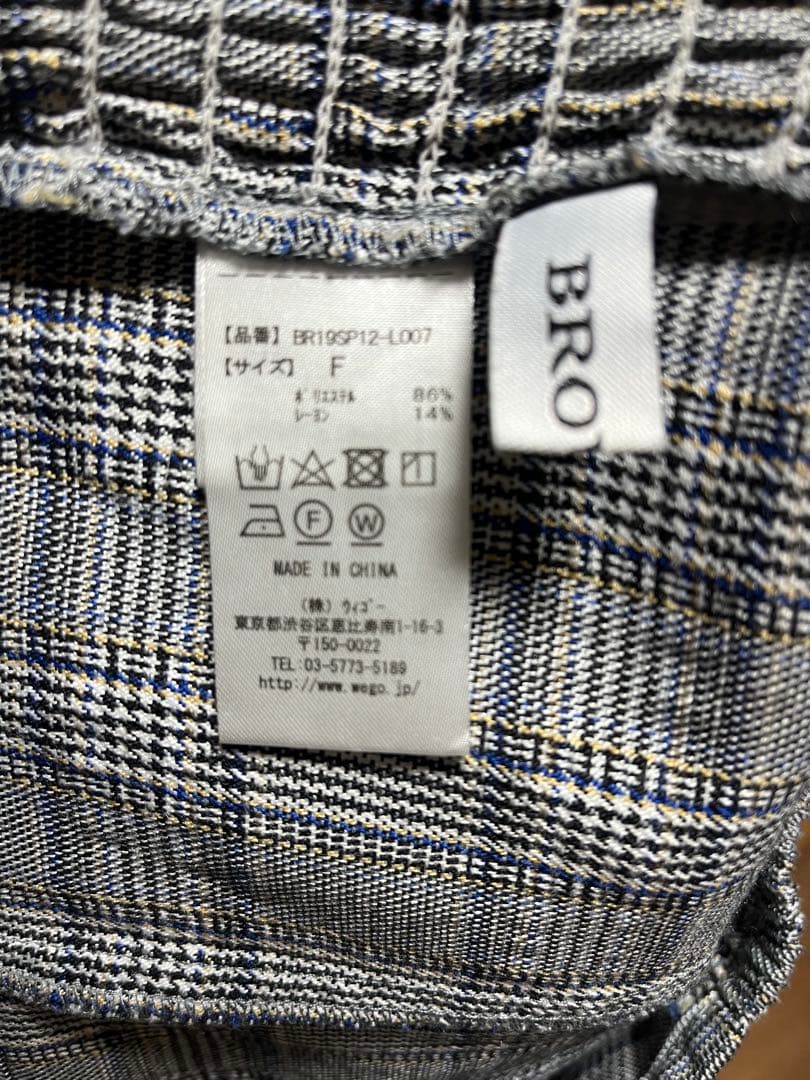 【品番】 BR19SP12-L007
【サイズ】 F
ﾎﾟﾘｴｽﾃﾙ 86%
ﾚｰﾖﾝ 14%
F W
MADE IN CHINA
(株) ｳｨｺﾞｰ
東京都渋谷区恵比寿南1-16-3
〒150-0022
TEL:03-5773-5189
http://www.wego.jp/
BRO